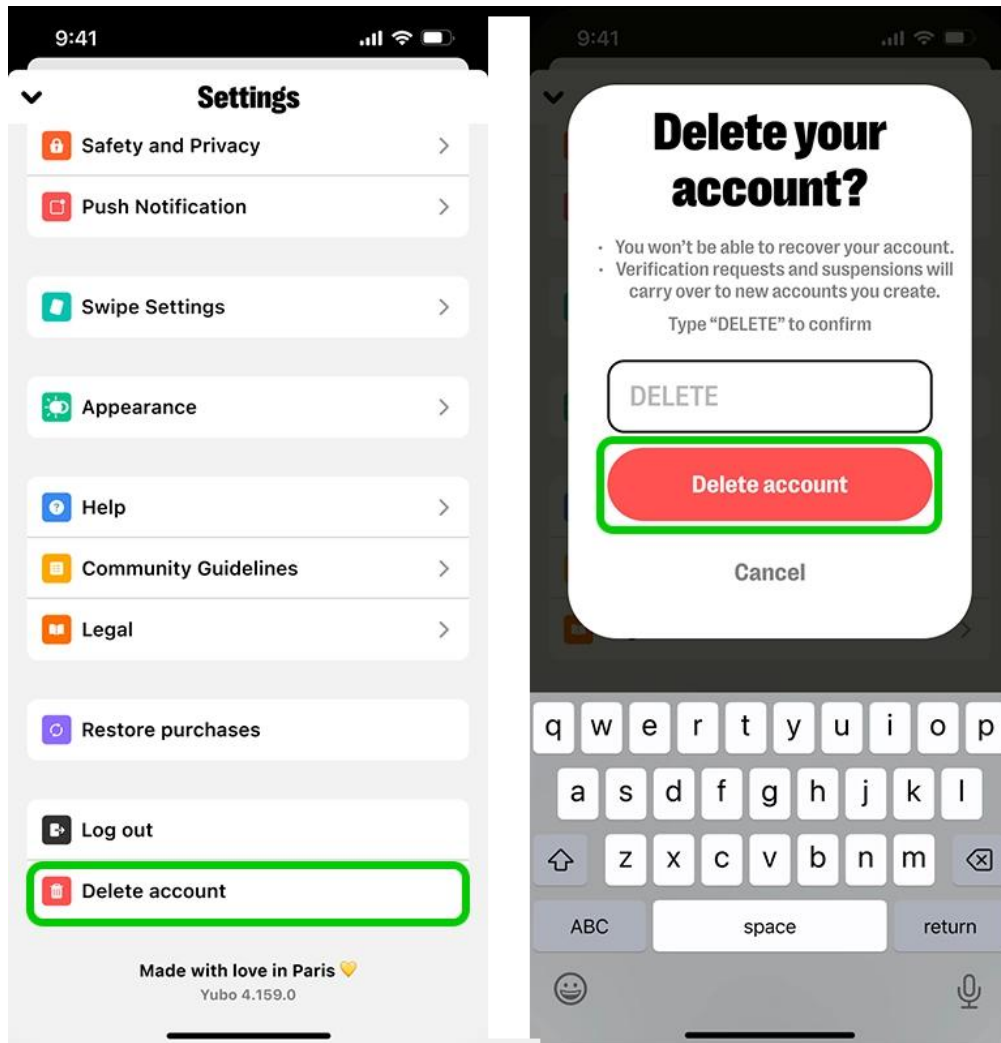 9:41
Settings
Safety and Privacy
Push Notification
Swipe Settings
Appearance
Help
Community Guidelines
Legal
Restore purchases
Log out
Delete account
Made with love in Paris 💛
Yubo 4.159.0
9:41
Delete your
account?
· You won’t be able to recover your account.
· Verification requests and suspensions will
carry over to new accounts you create.
Type “DELETE” to confirm
DELETE
Delete account
Cancel
q w e r t y u i o p
a s d f g h j k l
z x c v b n m
ABC space return